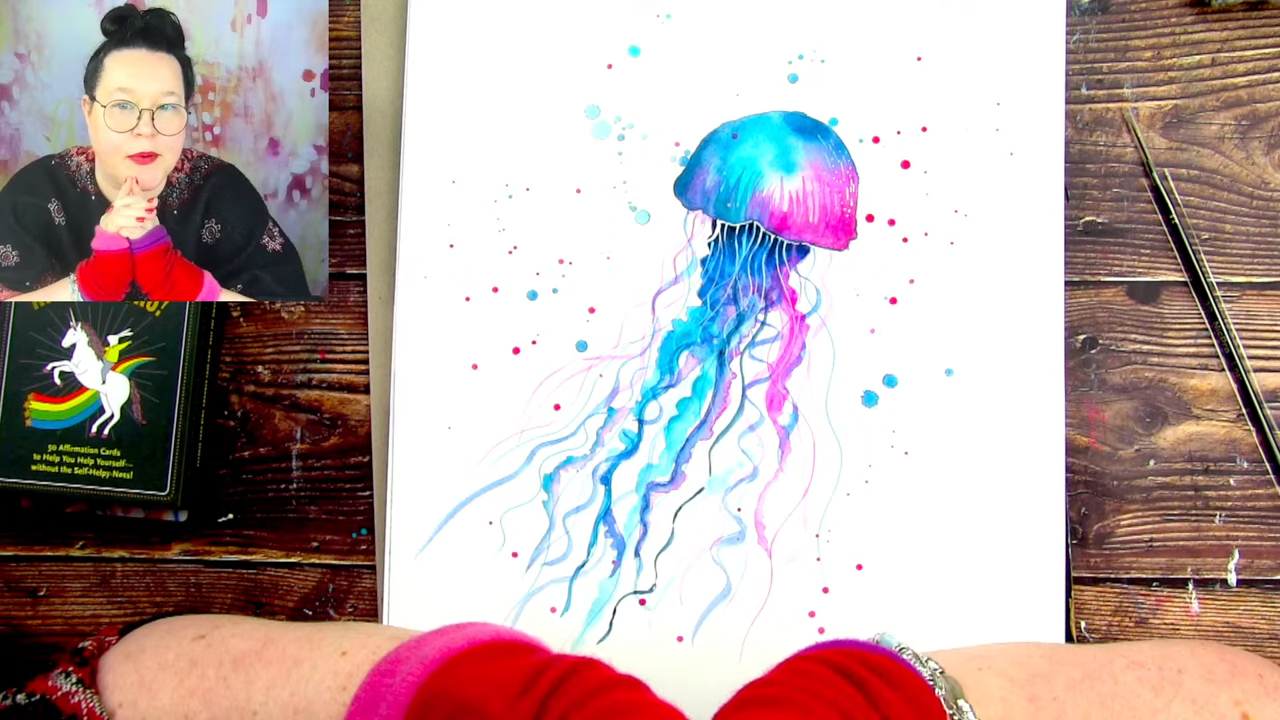 50 Affirmation Cards
to Help You Help Yourself—
without the Self-Helpy-Ness!